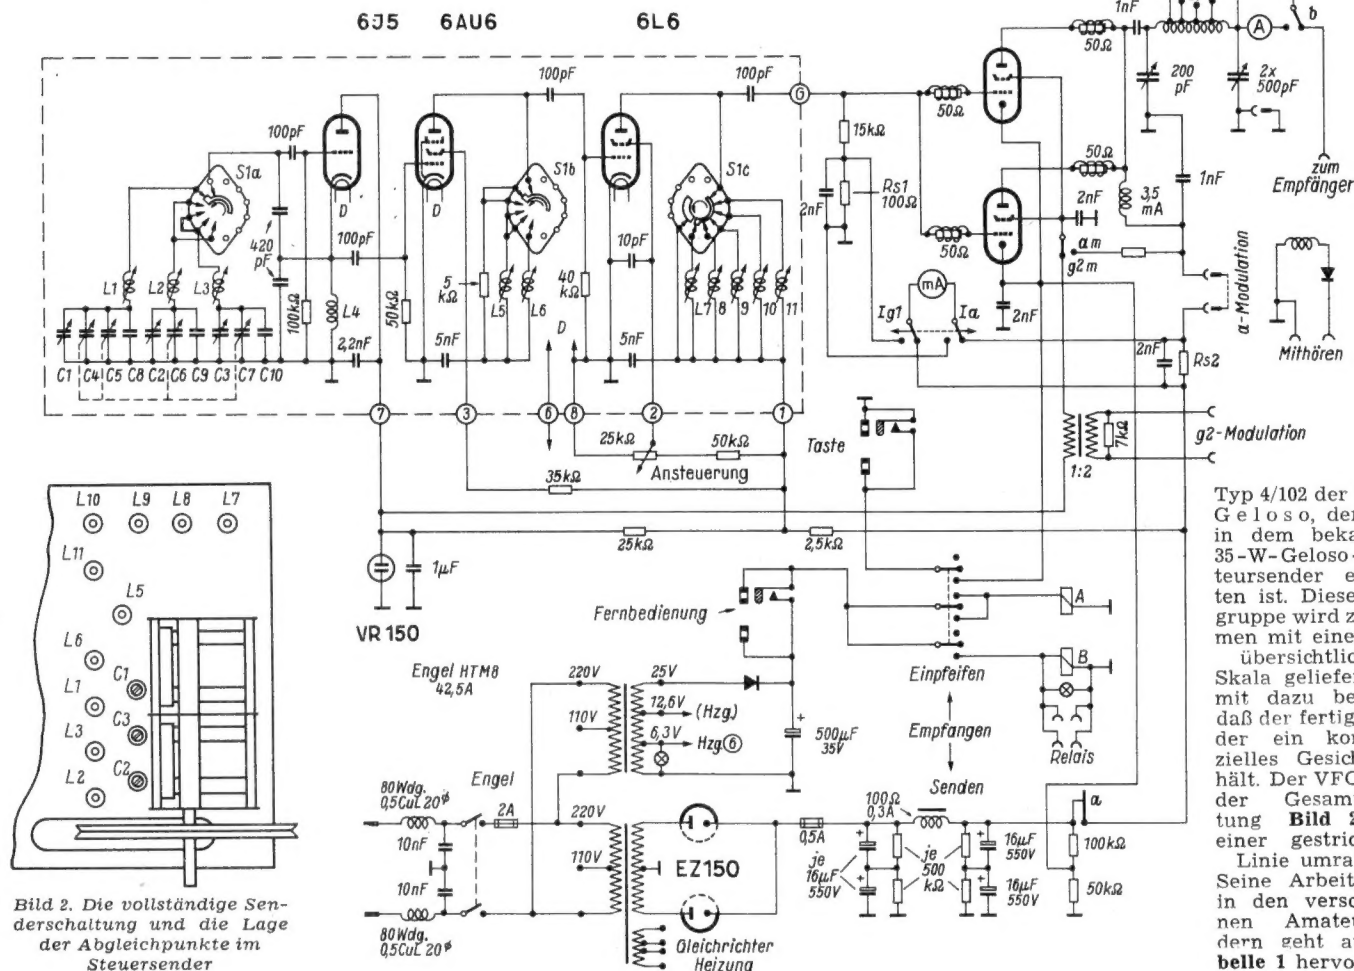 6J5 6AU6 6L6
1nF
50Ω
A
b
200 pF
2x 500pF
zum Empfänger
100pF
100pF
G
50Ω
15kΩ
100pF
S1a
S1b
S1c
Rs1 100Ω
2nF
50Ω
3,5 mA
1nF
2nF
am
g2m
a-Modulation
D
D
420 pF
100pF
10pF
50Ω
L1
L2
L3
100kΩ
L4
50kΩ
5 kΩ
L5
L6
40 kΩ
D
L7
8
9
10
11
mA
Ig1
Ia
2nF
2,2nF
5nF
5nF
2nF
Rs2
Mithören
C1 C4 C5 C8 C2 C6 C9 C3 C7 C10
7
3
6
8
2
1
25kΩ
50kΩ
Ansteuerung
35kΩ
Taste
1:2
7kΩ
g2-Modulation
25kΩ
2,5kΩ
1µF
VR 150
Fernbedienung
A
B
Einpfeifen
Empfangen
Senden
Relais
Engel HTM8
42,5A
220V
110V
25V
12,6V
(Hzg.)
6,3V
Hzg. 6
500µF
35V
Engel
80Wdg.
0,5CuL 20⌀
2A
220V
110V
10nF
10nF
80Wdg.
0,5CuL 20⌀
EZ150
0,5A
100Ω
0,3A
je
16µF
550V
je
500
kΩ
16µF
550V
16µF
550V
a
100kΩ
50kΩ
Gleichrichter
Heizung
L10 L9 L8 L7
L11
L5
L6
L1
C1
L3
C3
L2
C2
Bild 2. Die vollständige Sen-
derschaltung und die Lage
der Abgleichpunkte im
Steuersender
Typ 4/102 der
Geloso, der
in dem beka
35-W-Geloso-
teursender e
ten ist. Diese
gruppe wird z
men mit eine
übersichtlic
Skala geliefer
mit dazu be
daß der fertig
der ein kor
zielles Gesich
hält. Der VFO
der Gesam
tung Bild 2
einer gestric
Linie umra
Seine Arbeit
in den versc
nen Amateu
dern geht a
belle 1 hervo